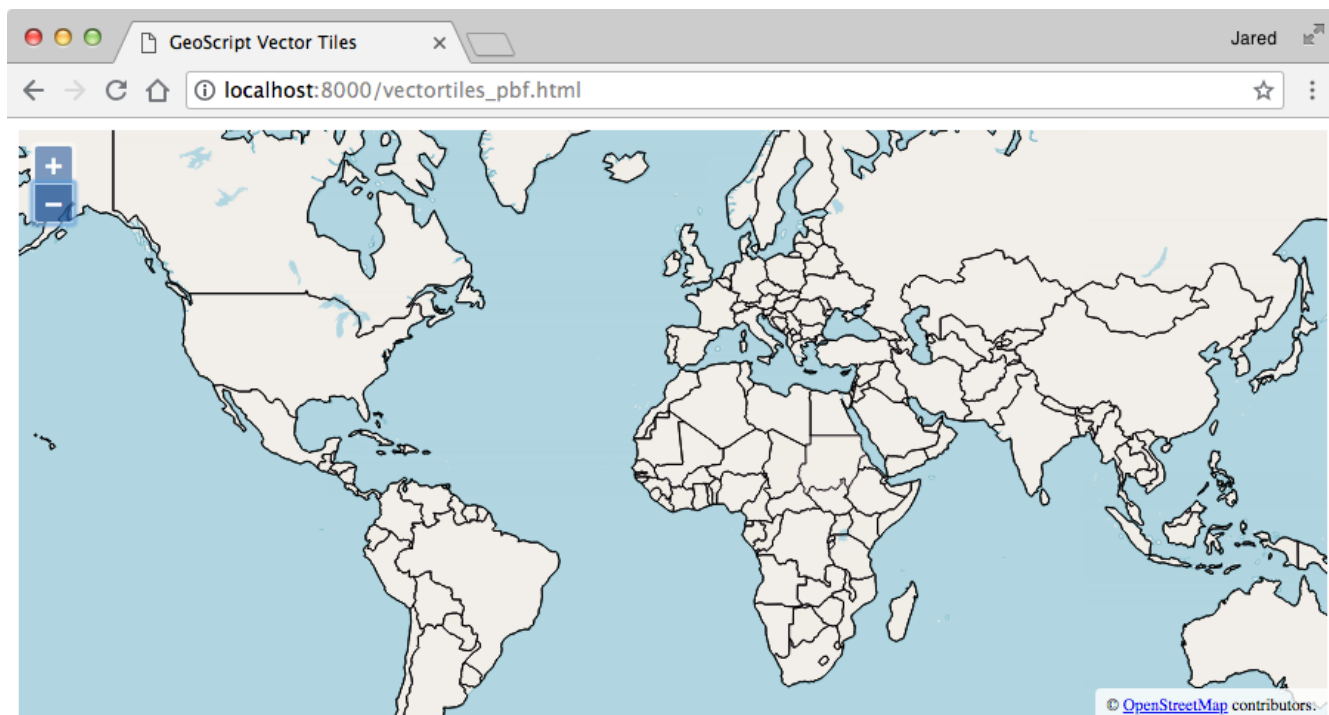 GeoScript Vector Tiles
Jared
localhost:8000/vectortiles_pbf.html
+
−
© OpenStreetMap contributors.